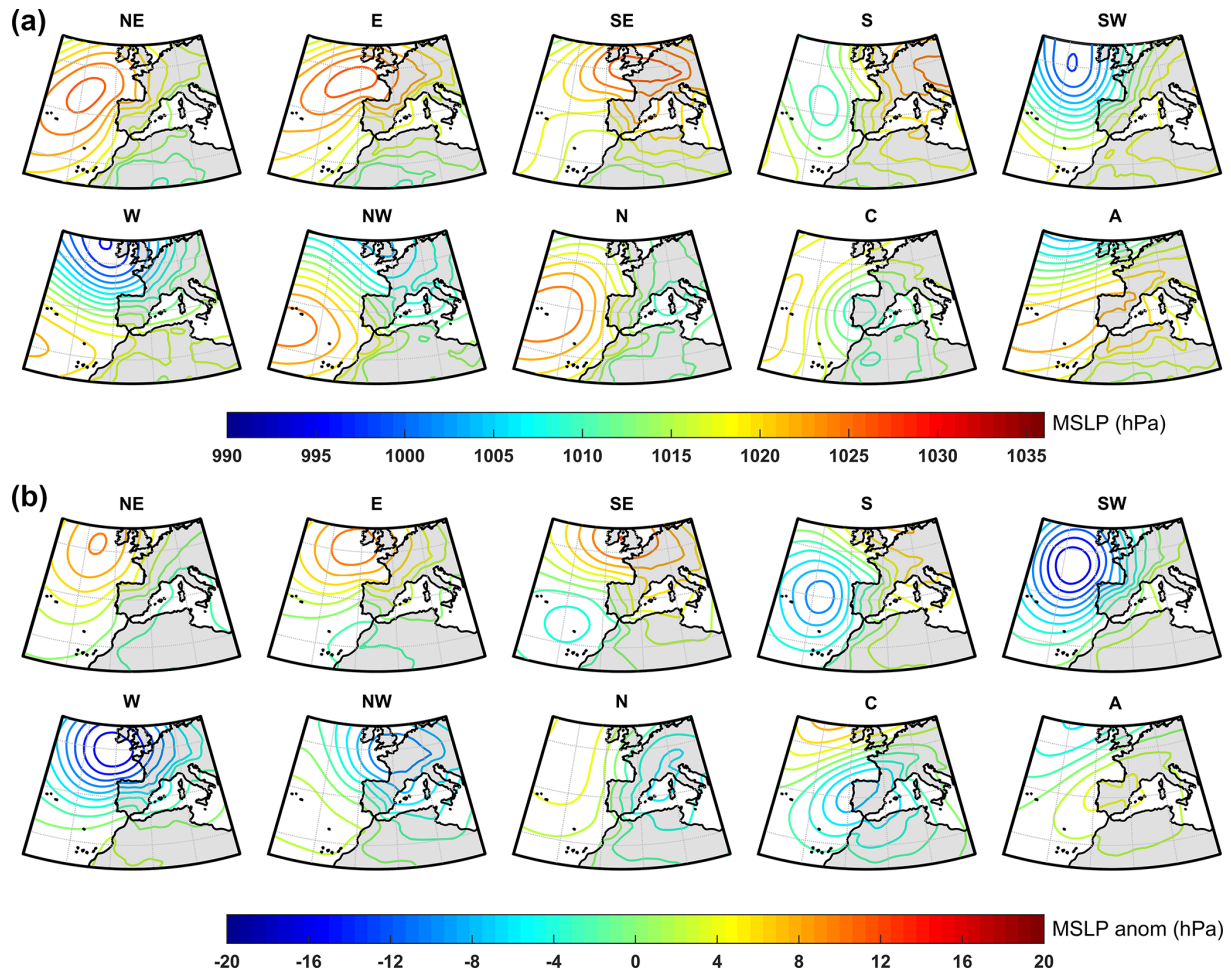 (a)
NE E SE S SW
W NW N C A
MSLP (hPa)
990 995 1000 1005 1010 1015 1020 1025 1030 1035
(b)
NE E SE S SW
W NW N C A
MSLP anom (hPa)
-20 -16 -12 -8 -4 0 4 8 12 16 20